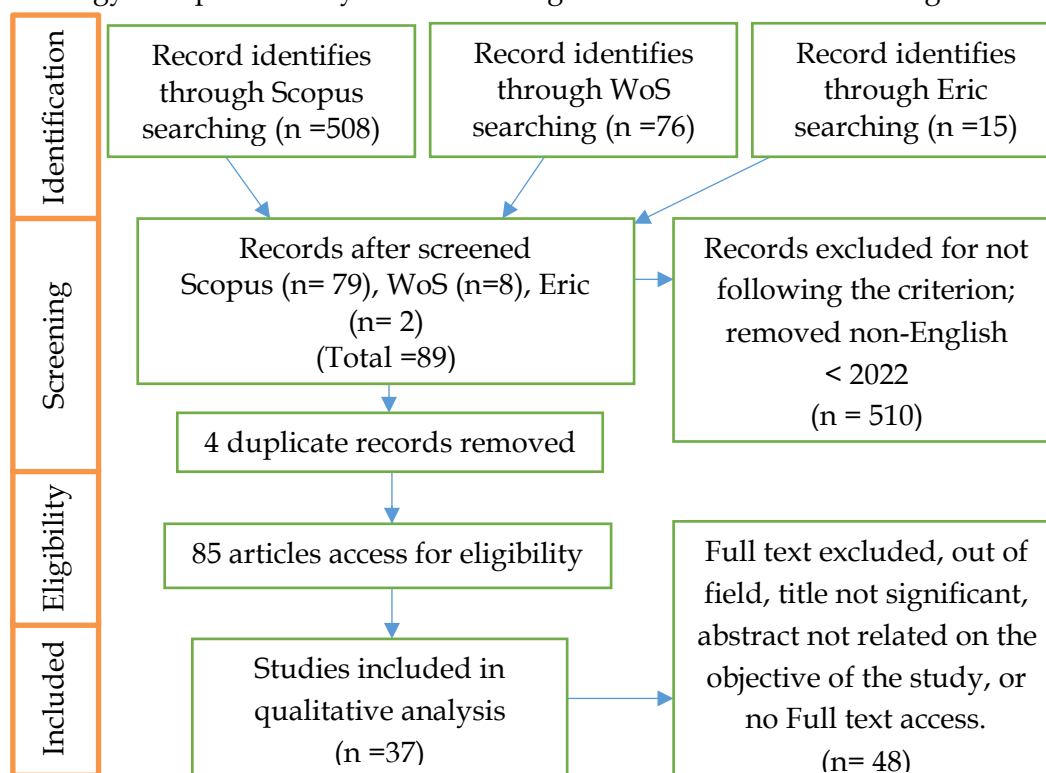 Identification
Record identifies
through Scopus
searching (n =508)
Record identifies
through WoS
searching (n =76)
Record identifies
through Eric
searching (n =15)
Screening
Records after screened
Scopus (n= 79), WoS (n=8), Eric
(n= 2)
(Total =89)
Records excluded for not
following the criterion;
removed non-English
< 2022
(n = 510)
4 duplicate records removed
Eligibility
85 articles access for eligibility
Full text excluded, out of
field, title not significant,
abstract not related on the
objective of the study, or
no Full text access.
(n= 48)
Included
Studies included in
qualitative analysis
(n =37)